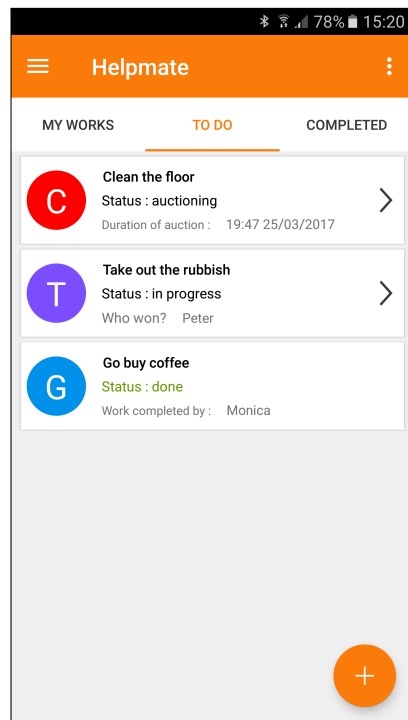 78% 15:20
Helpmate
MY WORKS TO DO COMPLETED
C
Clean the floor
Status : auctioning
Duration of auction : 19:47 25/03/2017
T
Take out the rubbish
Status : in progress
Who won? Peter
G
Go buy coffee
Status : done
Work completed by : Monica